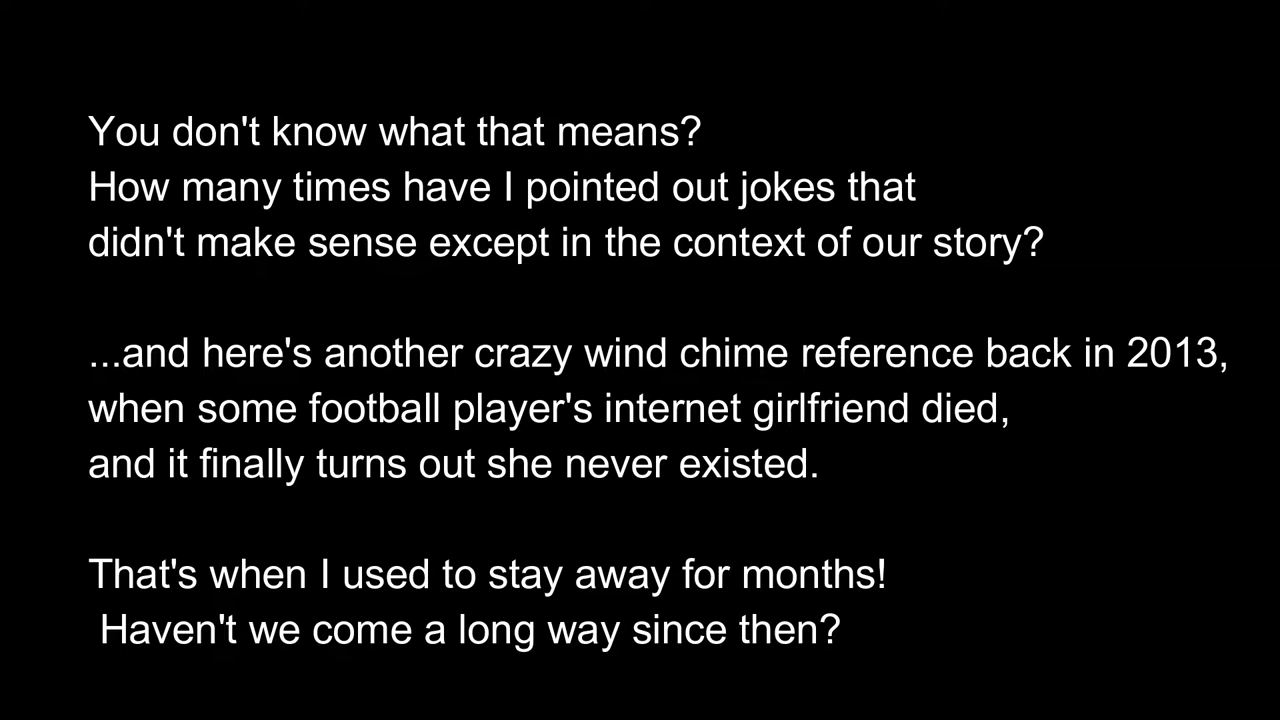 You don't know what that means?
How many times have I pointed out jokes that
didn't make sense except in the context of our story?
...and here's another crazy wind chime reference back in 2013,
when some football player's internet girlfriend died,
and it finally turns out she never existed.
That's when I used to stay away for months!
Haven't we come a long way since then?